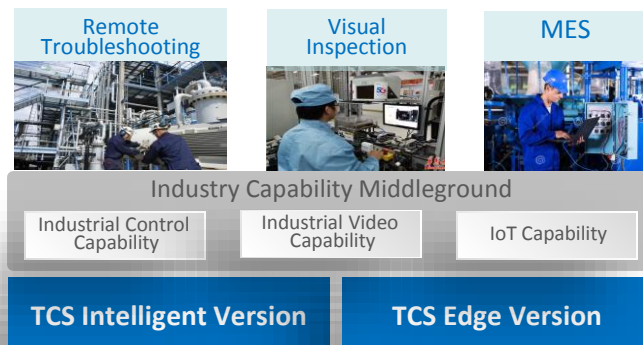 Remote
Troubleshooting
Visual
Inspection
MES
Industry Capability Middleground
Industrial Control
Capability
Industrial Video
Capability
IoT Capability
TCS Intelligent Version
TCS Edge Version